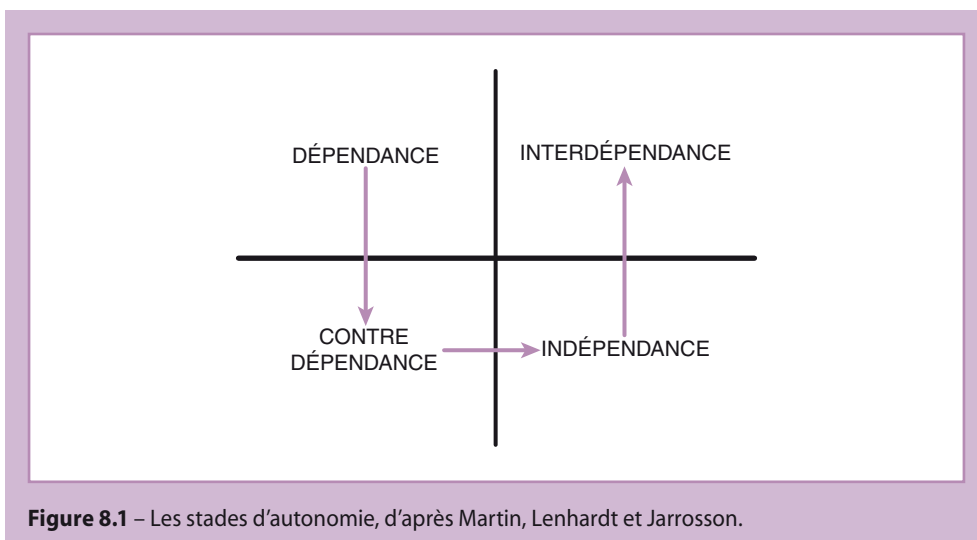 DÉPENDANCE
INTERDÉPENDANCE
CONTRE
DÉPENDANCE
INDÉPENDANCE
Figure 8.1 – Les stades d’autonomie, d’après Martin, Lenhardt et Jarrosson.